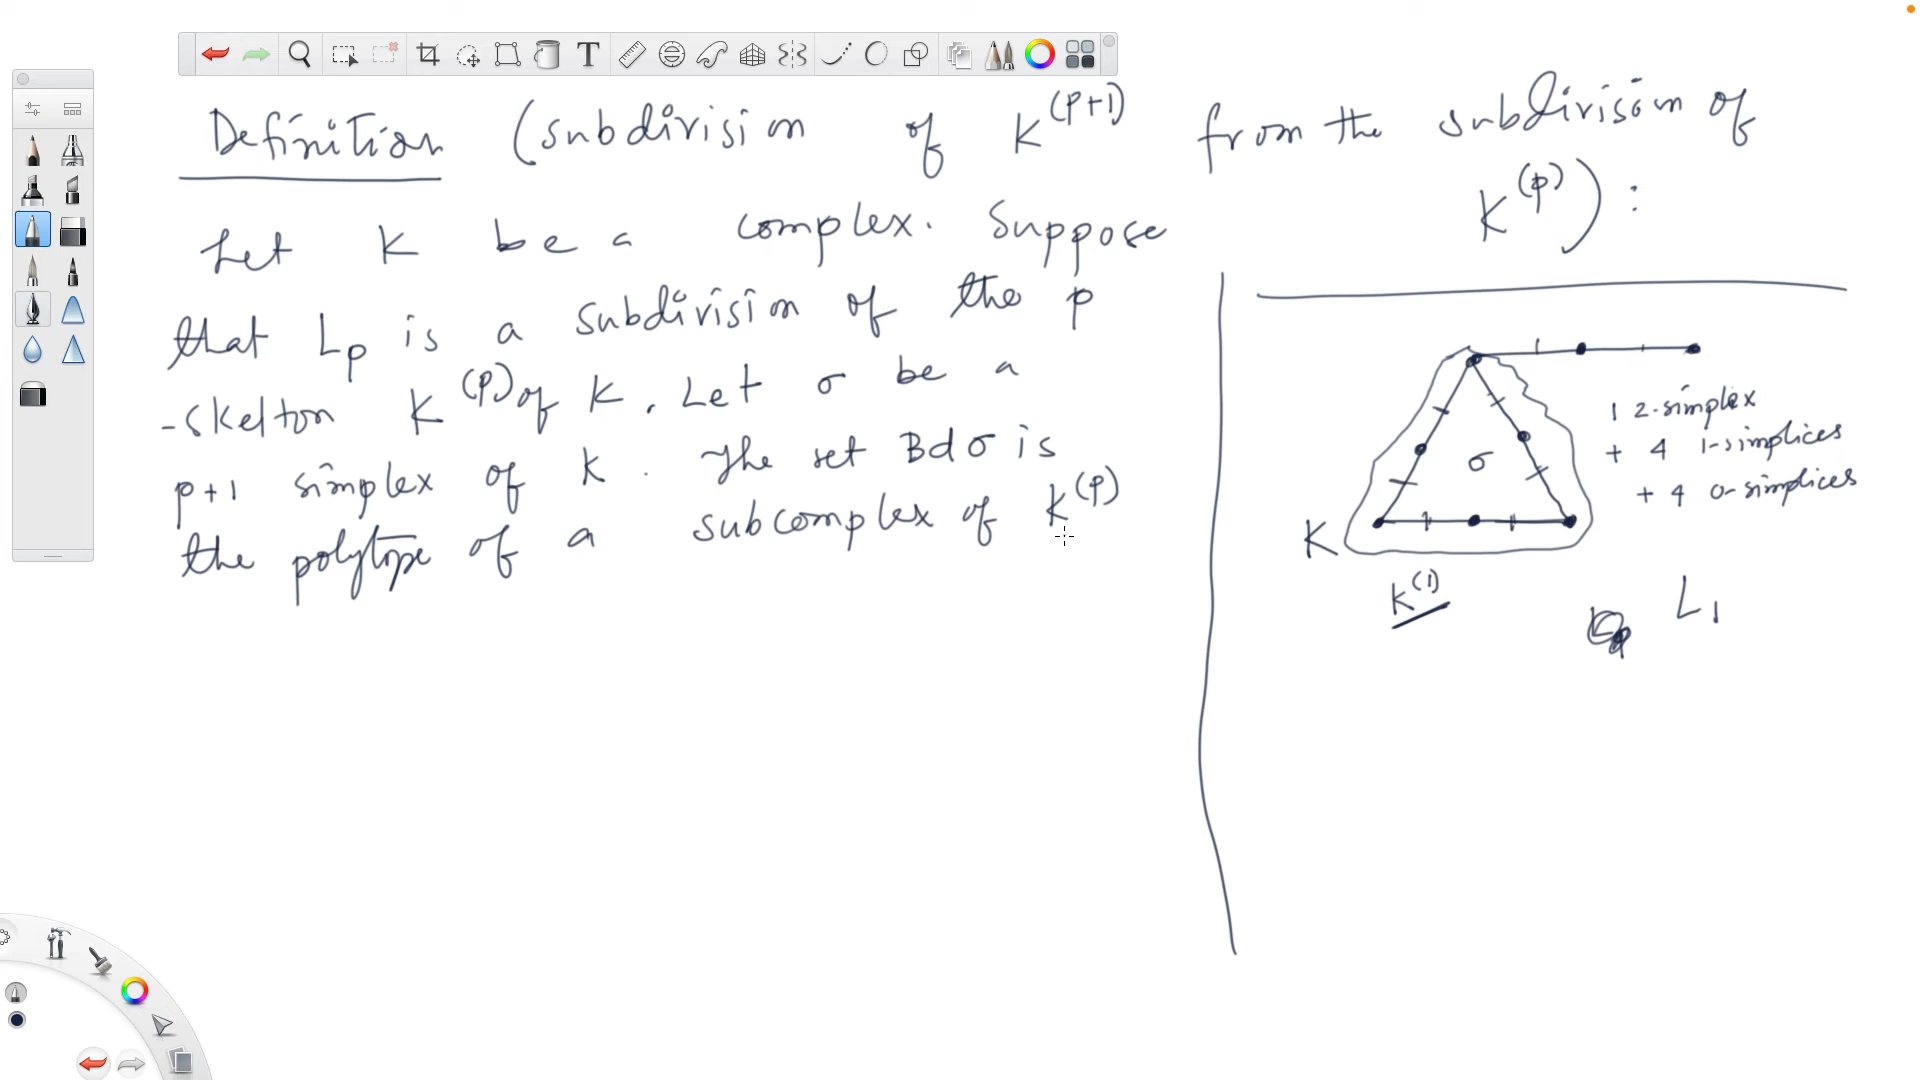 Definition (subdivision of K^(p+1) from the subdivision of
K^(p)) :
Let K be a complex. Suppose
that Lp is a subdivision of the p
-skelton K^(p) of K. Let σ be a
p+1 simplex of K. The set Bd σ is
the polytope of a subcomplex of K^(p)
1 2-simplex
+ 4 1-simplices
+ 4 0-simplices
σ
K
K^(1)
L1
T